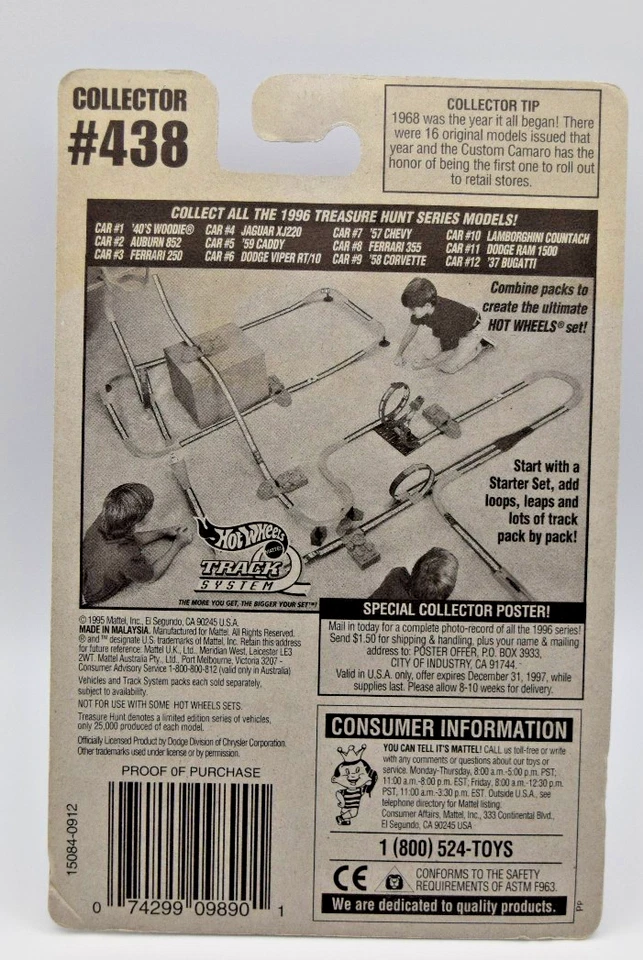 COLLECTOR
#438
COLLECTOR TIP
1968 was the year it all began! There
were 16 original models issued that
year and the Custom Camaro has the
honor of being the first one to roll out
to retail stores.
COLLECT ALL THE 1996 TREASURE HUNT SERIES MODELS!
CAR #1 '40'S WOODIE® CAR #4 JAGUAR XJ220 CAR #7 '57 CHEVY CAR #10 LAMBORGHINI COUNTACH
CAR #2 AUBURN 852 CAR #5 '59 CADDY CAR #8 FERRARI 355 CAR #11 DODGE RAM 1500
CAR #3 FERRARI 250 CAR #6 DODGE VIPER RT/10 CAR #9 '58 CORVETTE CAR #12 '37 BUGATTI
Combine packs to
create the ultimate
HOT WHEELS® set!
Start with a
Starter Set, add
loops, leaps and
lots of track
pack by pack!
Hot Wheels
MATTEL
TRACK
SYSTEM
THE MORE YOU GET, THE BIGGER YOUR SET™!
© 1995 Mattel, Inc., El Segundo, CA 90245 U.S.A.
MADE IN MALAYSIA. Manufactured for Mattel. All Rights Reserved.
® and ™ designate U.S. trademarks of Mattel, Inc. Retain this address
for future reference: Mattel U.K., Ltd., Meridian West, Leicester LE3
2WT. Mattel Australia Pty., Ltd., Port Melbourne, Victoria 3207 -
Consumer Advisory Service 1-800-800-812 (valid only in Australia)
Vehicles and Track System packs each sold separately,
subject to availability.
NOT FOR USE WITH SOME HOT WHEELS SETS.
Treasure Hunt denotes a limited edition series of vehicles,
only 25,000 produced of each model.
Officially Licensed Product by Dodge Division of Chrysler Corporation.
Other trademarks used under license or by permission.
PROOF OF PURCHASE
15084-0912
0 74299 09890 1
SPECIAL COLLECTOR POSTER!
Mail in today for a complete photo-record of all the 1996 series!
Send $1.50 for shipping & handling, plus your name & mailing
address to: POSTER OFFER, P.O. BOX 3933,
CITY OF INDUSTRY, CA 91744.
Valid in U.S.A. only, offer expires December 31, 1997, while
supplies last. Please allow 8-10 weeks for delivery.
CONSUMER INFORMATION
YOU CAN TELL IT'S MATTEL! CALL us toll-free or write
with any comments or questions about our toys or
service. Monday-Thursday, 8:00 a.m.-5:00 p.m. PST;
11:00 a.m.-8:00 p.m. EST; Friday, 8:00 a.m.-12:30 p.m.
PST, 11:00 a.m.-3:30 p.m. EST. Outside U.S.A., see
telephone directory for Mattel listing.
Consumer Affairs, Mattel, Inc., 333 Continental Blvd.,
El Segundo, CA 90245 USA
1 (800) 524-TOYS
CE
CONFORMS TO THE SAFETY
REQUIREMENTS OF ASTM F963.
We are dedicated to quality products.
pp